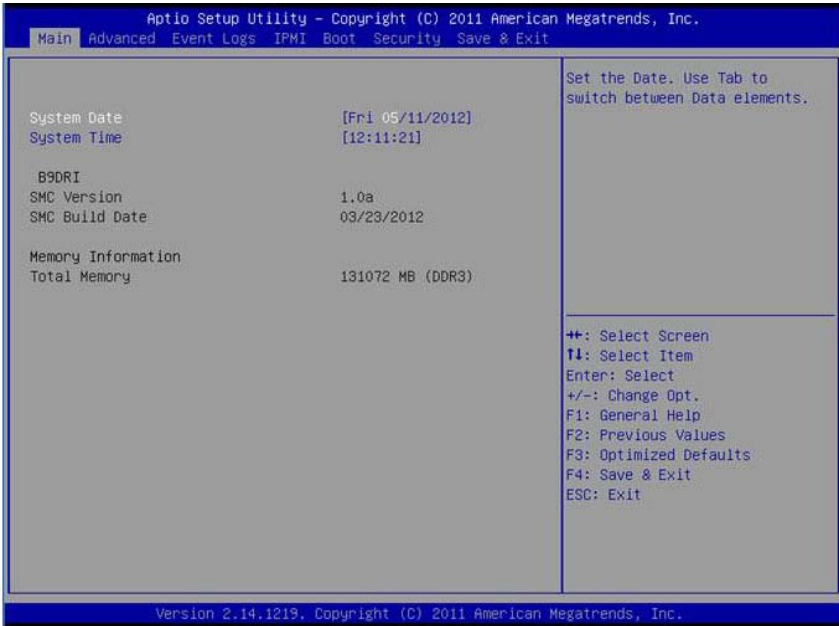 Aptio Setup Utility – Copyright (C) 2011 American Megatrends, Inc.
Main Advanced Event Logs IPMI Boot Security Save & Exit
System Date [Fri 05/11/2012]
System Time [12:11:21]
B9DRI
SMC Version 1.0a
SMC Build Date 03/23/2012
Memory Information
Total Memory 131072 MB (DDR3)
Set the Date. Use Tab to
switch between Data elements.
→←: Select Screen
↑↓: Select Item
Enter: Select
+/-: Change Opt.
F1: General Help
F2: Previous Values
F3: Optimized Defaults
F4: Save & Exit
ESC: Exit
Version 2.14.1219. Copyright (C) 2011 American Megatrends, Inc.